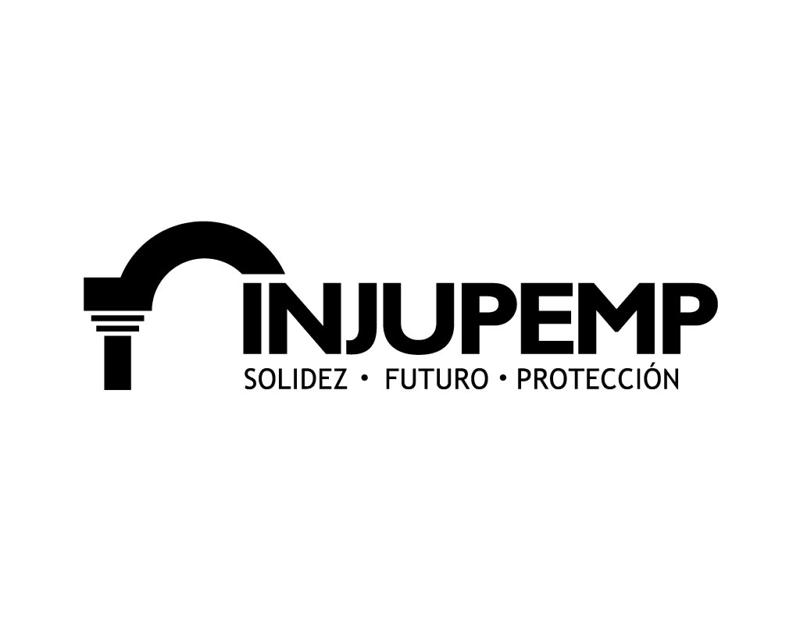 INJUPEMP
SOLIDEZ • FUTURO • PROTECCIÓN